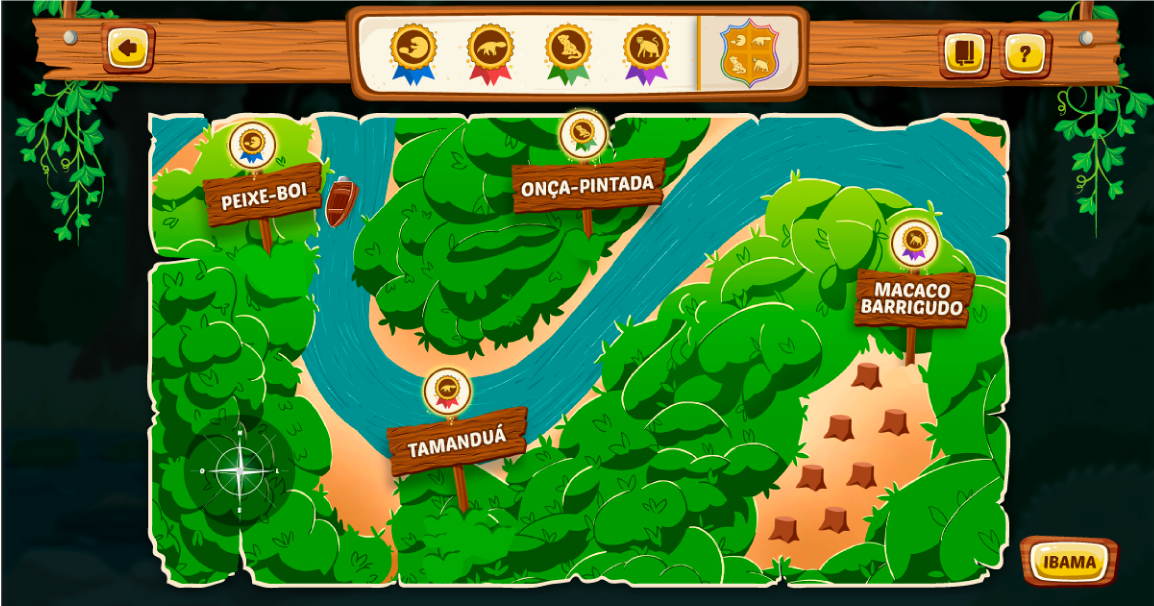 ?
PEIXE-BOI
ONÇA-PINTADA
MACACO
BARRIGUDO
TAMANDUÁ
N
O
L
IBAMA